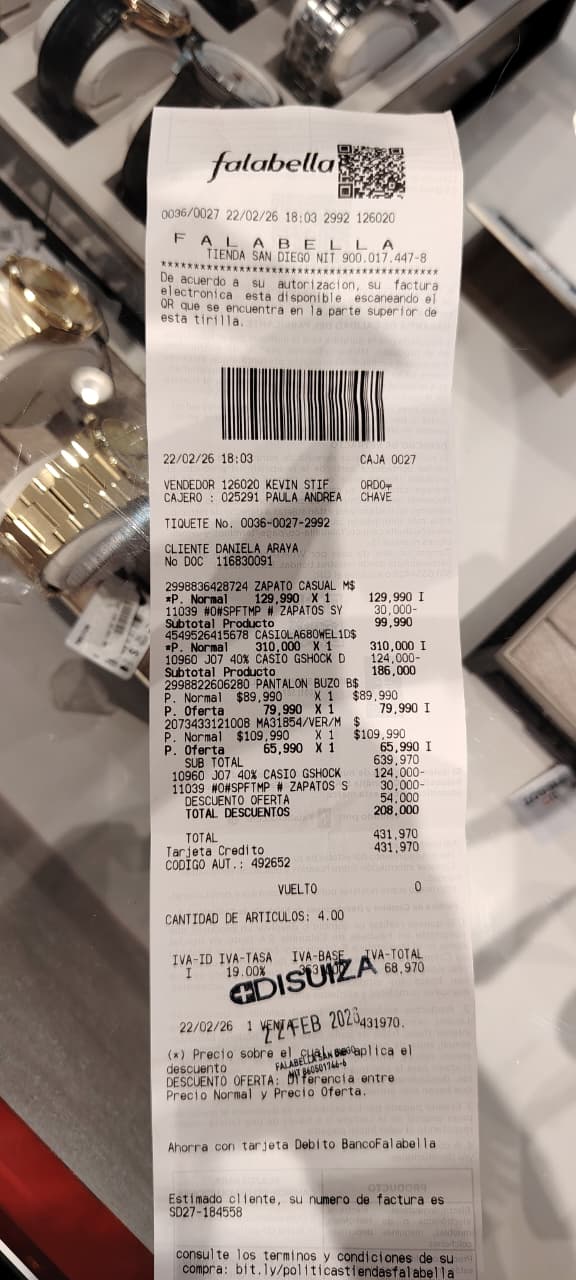 falabella
0036/0027 22/02/26 18:03 2992 126020
F A L A B E L L A
TIENDA SAN DIEGO NIT 900.017.447-8
******************************************
De acuerdo a su autorizacion, su factura
electronica esta disponible escaneando el
QR que se encuentra en la parte superior de
esta tirilla.
22/02/26 18:03 CAJA 0027
VENDEDOR 126020 KEVIN STIF ORDO
CAJERO : 025291 PAULA ANDREA CHAVE
TIQUETE No. 0036-0027-2992
CLIENTE DANIELA ARAYA
No DOC 116830091
2998836428724 ZAPATO CASUAL M$
*P. Normal 129,990 X 1 129,990 I
11039 #O#SPFTMP # ZAPATOS SY 30,000-
Subtotal Producto 99,990
4549526415678 CASIOLA680WEL1D$
*P. Normal 310,000 X 1 310,000 I
10960 J07 40% CASIO GSHOCK D 124,000-
Subtotal Producto 186,000
2998822606280 PANTALON BUZO B$
P. Normal $89,990 X 1 $89,990
P. Oferta 79,990 X 1 79,990 I
2073433121008 MA31854/VER/M $
P. Normal $109,990 X 1 $109,990
P. Oferta 65,990 X 1 65,990 I
SUB TOTAL 639,970
10960 J07 40% CASIO GSHOCK 124,000-
11039 #O#SPFTMP # ZAPATOS S 30,000-
DESCUENTO OFERTA 54,000
TOTAL DESCUENTOS 208,000
TOTAL 431,970
Tarjeta Credito 431,970
CODIGO AUT.: 492652
VUELTO 0
CANTIDAD DE ARTICULOS: 4.00
IVA-ID IVA-TASA IVA-BASE IVA-TOTAL
I 19.00% 68,970
DISUIZA
22/02/26 1 VENTA 431970.
22 FEB 2026
(*) Precio sobre el cual se aplica el
descuento
FALABELLA SAN DIEGO
NIT 860501766-6
DESCUENTO OFERTA: Diferencia entre
Precio Normal y Precio Oferta.
Ahorra con tarjeta Debito BancoFalabella
Estimado cliente, su numero de factura es
SD27-184558
consulte los terminos y condiciones de su
compra: bit.ly/politicastiendasfalabella